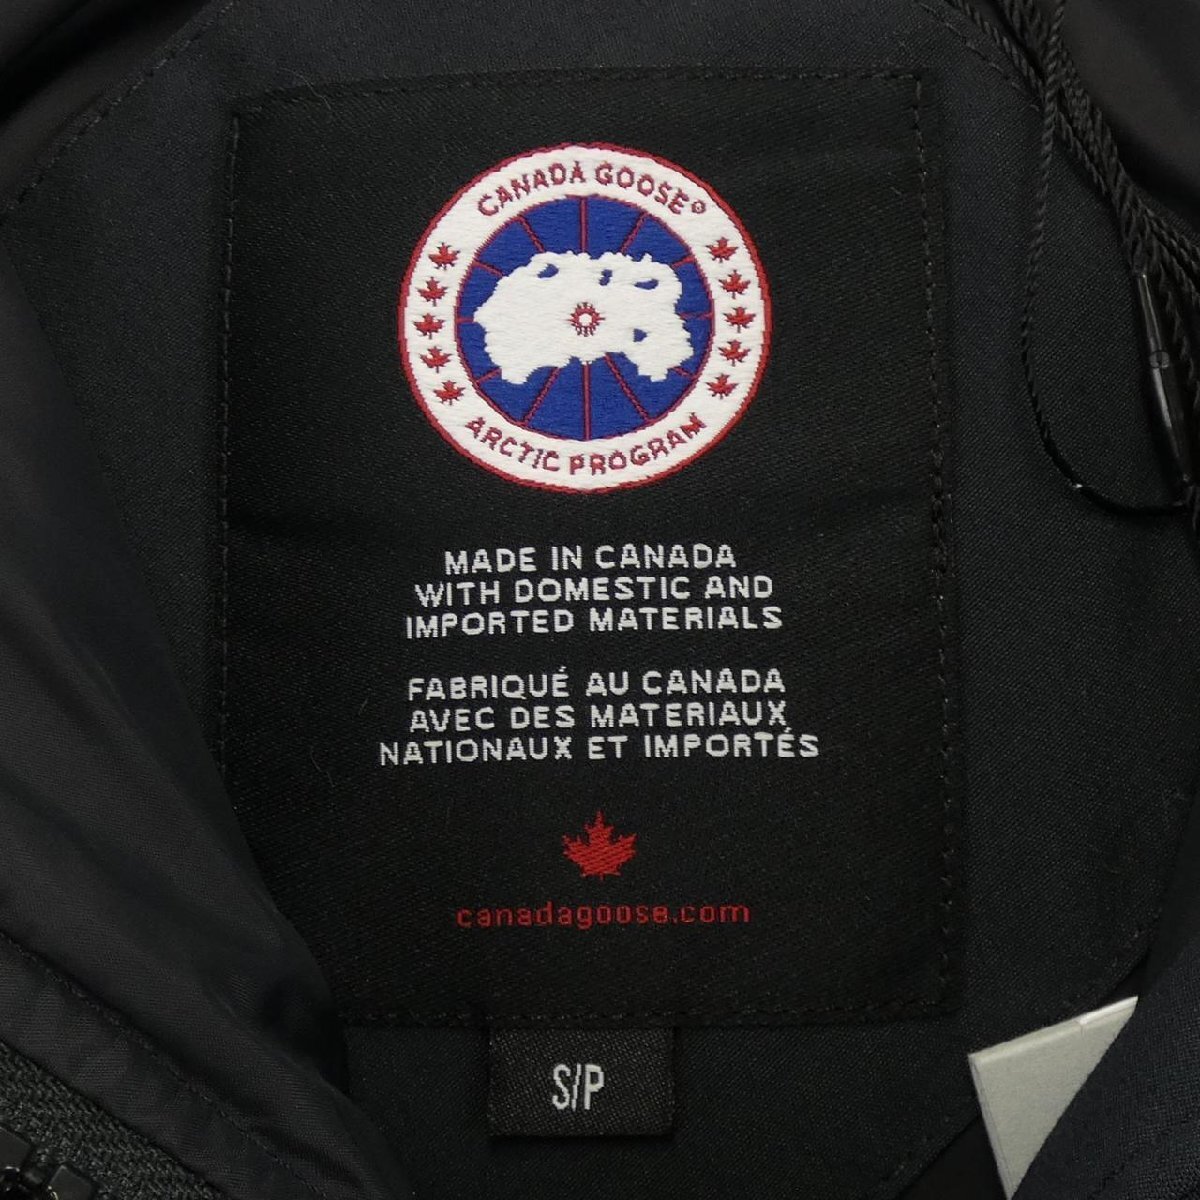 CANADA GOOSE®
ARCTIC PROGRAM
MADE IN CANADA
WITH DOMESTIC AND
IMPORTED MATERIALS
FABRIQUÉ AU CANADA
AVEC DES MATERIAUX
NATIONAUX ET IMPORTÉS
canadagoose.com
S/P